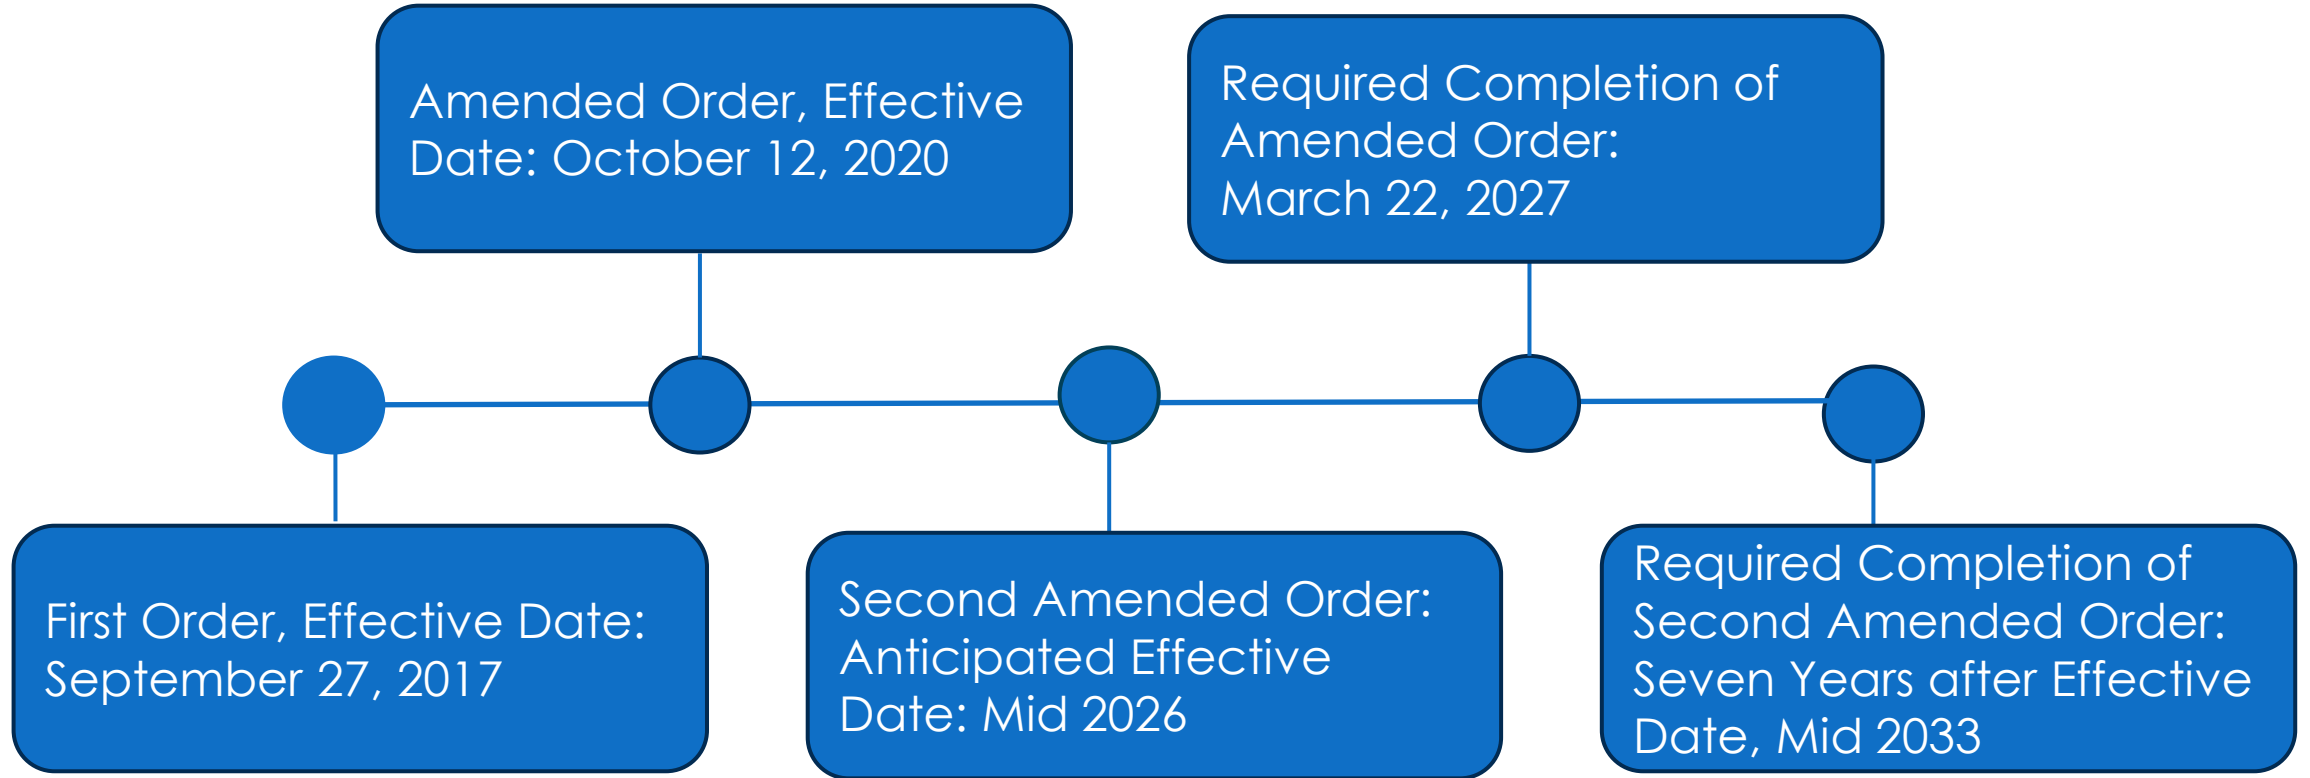 Amended Order, Effective
Date: October 12, 2020
Required Completion of
Amended Order:
March 22, 2027
First Order, Effective Date:
September 27, 2017
Second Amended Order:
Anticipated Effective
Date: Mid 2026
Required Completion of
Second Amended Order:
Seven Years after Effective
Date, Mid 2033